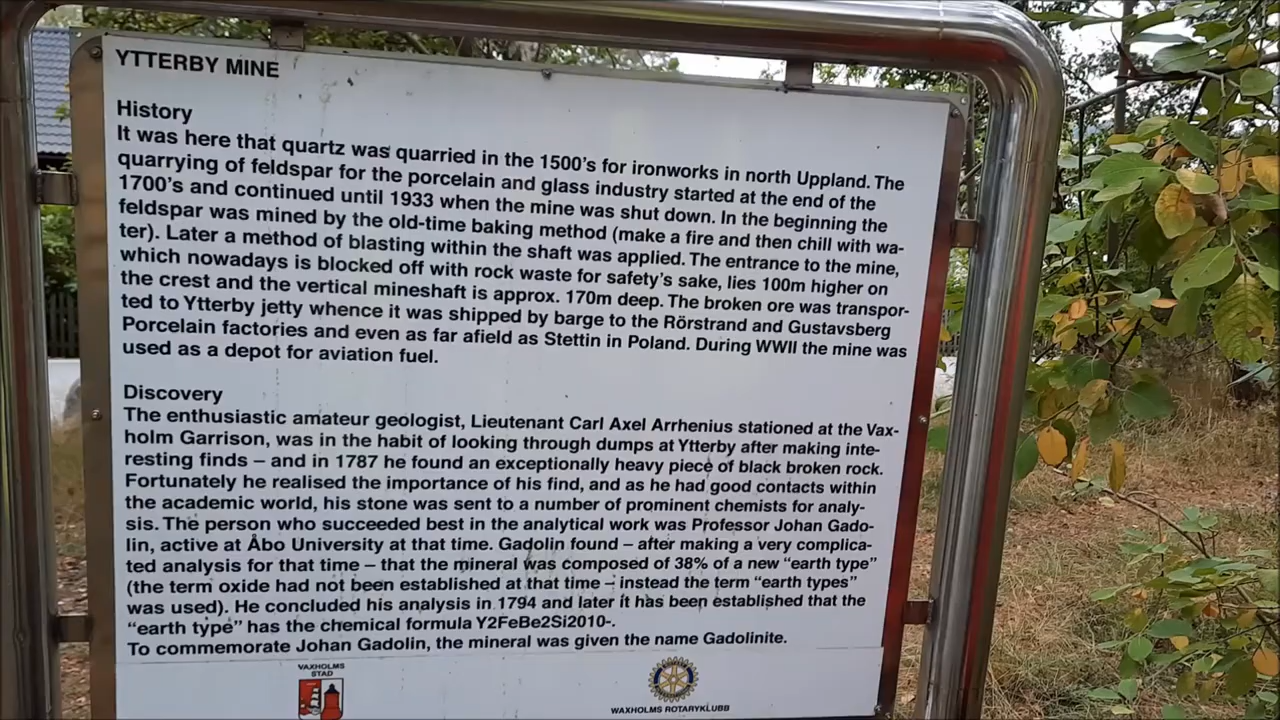 YTTERBY MINE
History
It was here that quartz was quarried in the 1500's for ironworks in north Uppland. The
quarrying of feldspar for the porcelain and glass industry started at the end of the
1700's and continued until 1933 when the mine was shut down. In the beginning the
feldspar was mined by the old-time baking method (make a fire and then chill with wa-
ter). Later a method of blasting within the shaft was applied. The entrance to the mine,
which nowadays is blocked off with rock waste for safety's sake, lies 100m higher on
the crest and the vertical mineshaft is approx. 170m deep. The broken ore was transpor-
ted to Ytterby jetty whence it was shipped by barge to the Rörstrand and Gustavsberg
Porcelain factories and even as far afield as Stettin in Poland. During WWII the mine was
used as a depot for aviation fuel.
Discovery
The enthusiastic amateur geologist, Lieutenant Carl Axel Arrhenius stationed at the Vax-
holm Garrison, was in the habit of looking through dumps at Ytterby after making inte-
resting finds – and in 1787 he found an exceptionally heavy piece of black broken rock.
Fortunately he realised the importance of his find, and as he had good contacts within
the academic world, his stone was sent to a number of prominent chemists for analy-
sis. The person who succeeded best in the analytical work was Professor Johan Gado-
lin, active at Åbo University at that time. Gadolin found – after making a very complica-
ted analysis for that time – that the mineral was composed of 38% of a new "earth type"
(the term oxide had not been established at that time – instead the term "earth types"
was used). He concluded his analysis in 1794 and later it has been established that the
"earth type" has the chemical formula Y2FeBe2Si2010-.
To commemorate Johan Gadolin, the mineral was given the name Gadolinite.
VAXHOLMS
STAD
WAXHOLMS ROTARYKLUBB